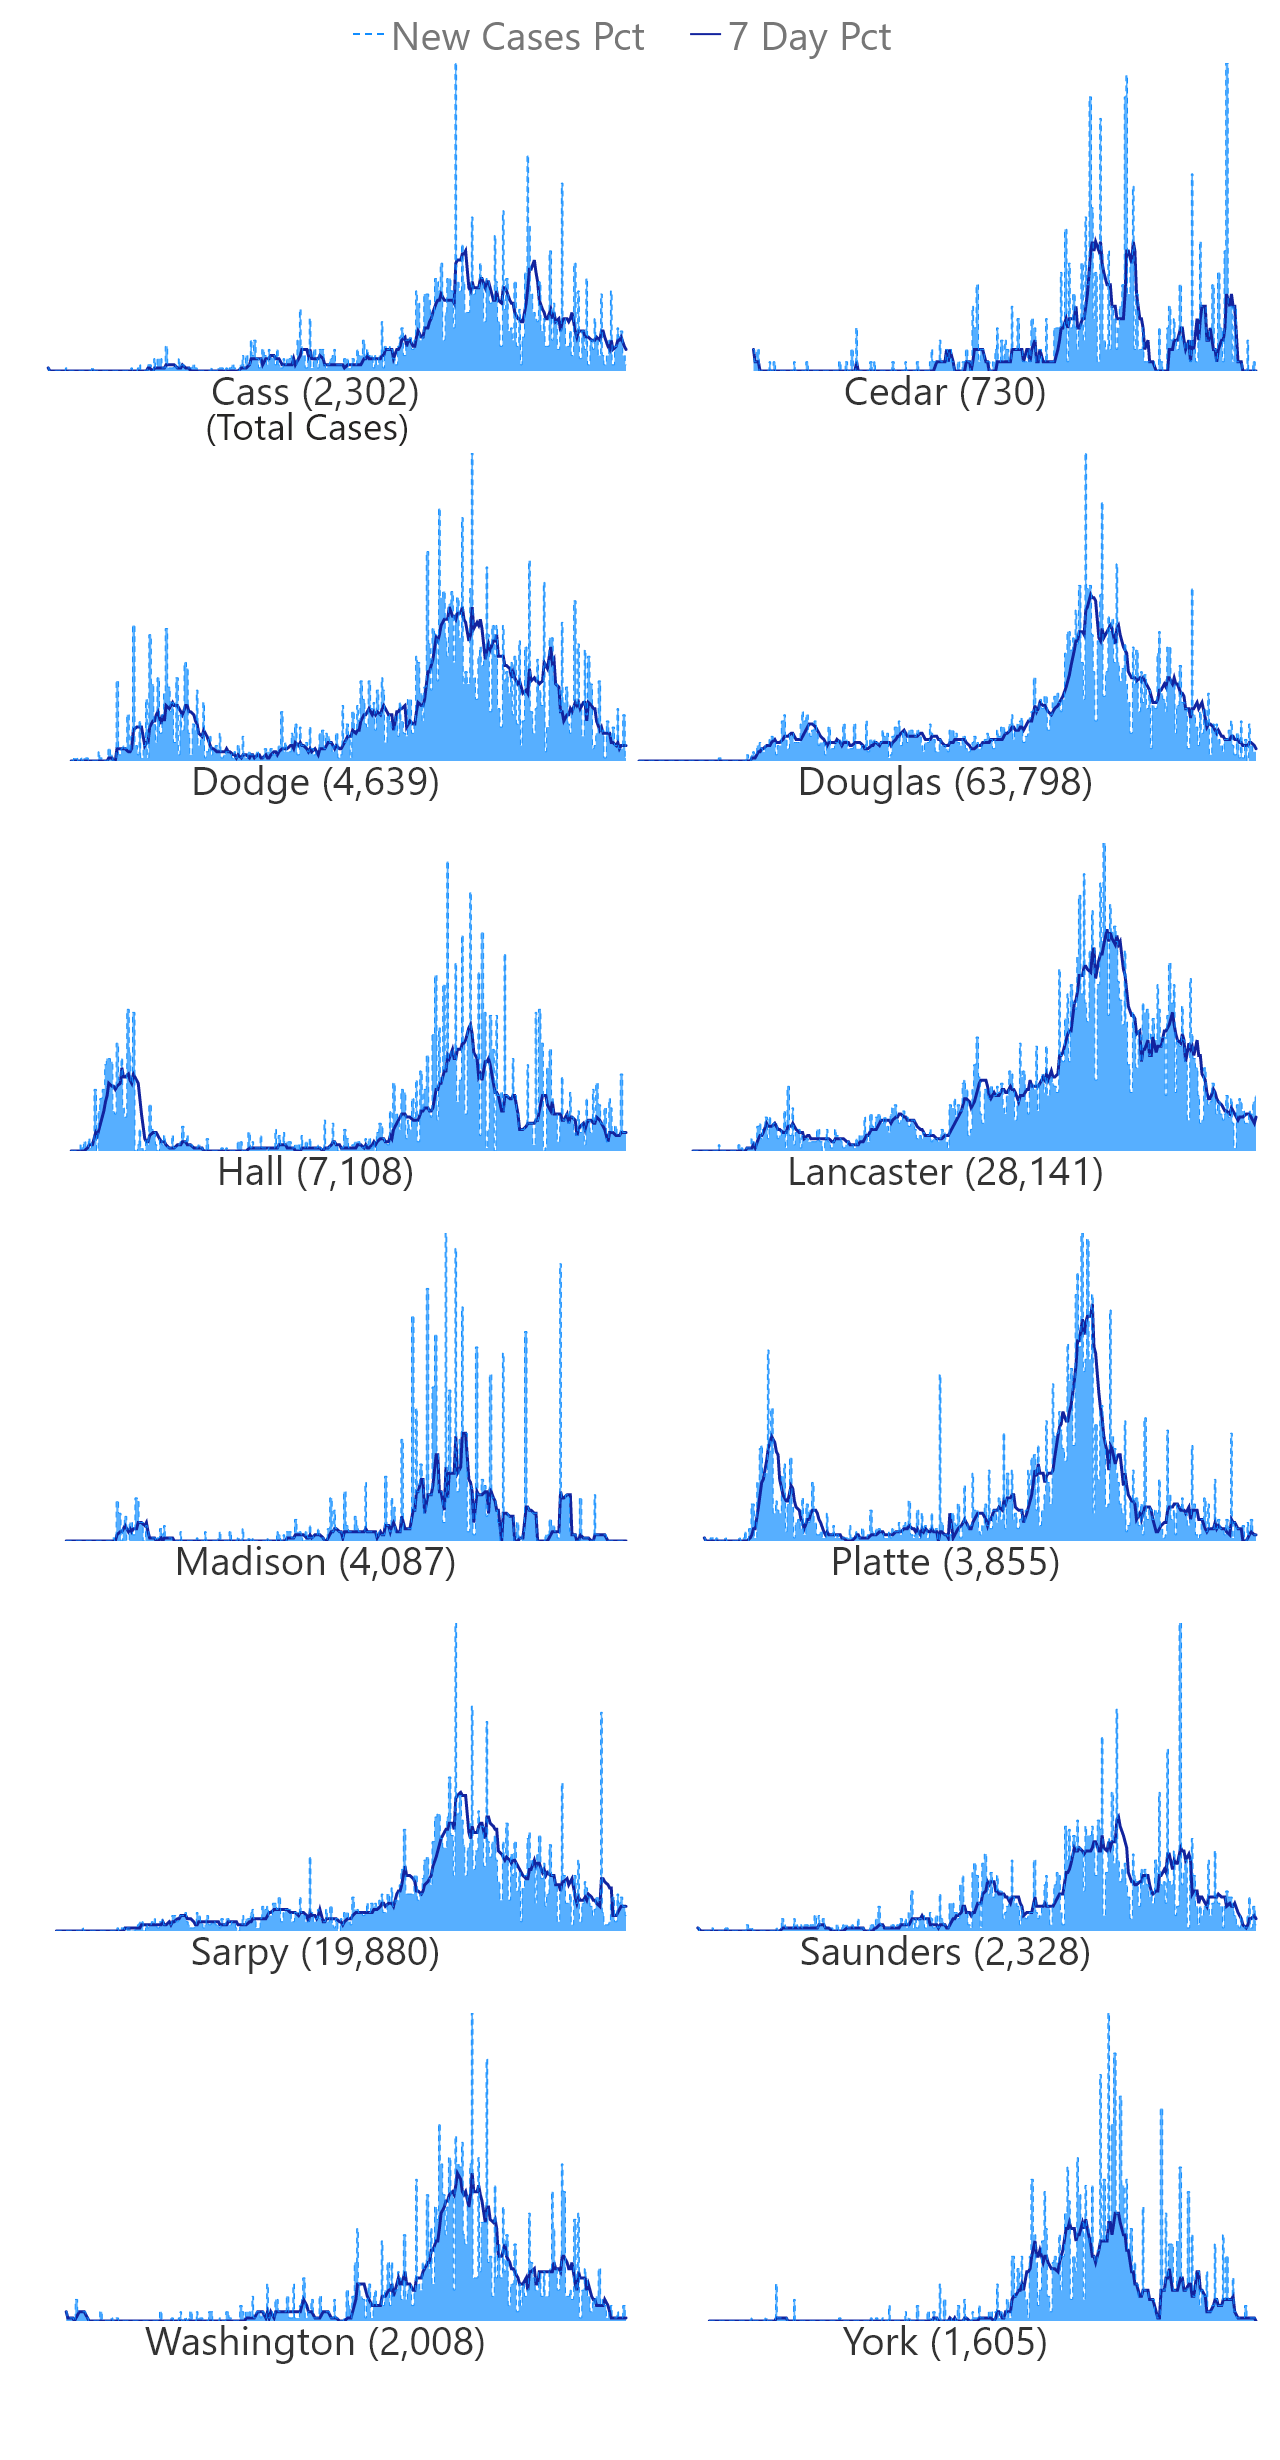 New Cases Pct 7 Day Pct
Cass (2,302) Cedar (730)
(Total Cases)
Dodge (4,639) Douglas (63,798)
Hall (7,108) Lancaster (28,141)
Madison (4,087) Platte (3,855)
Sarpy (19,880) Saunders (2,328)
Washington (2,008) York (1,605)